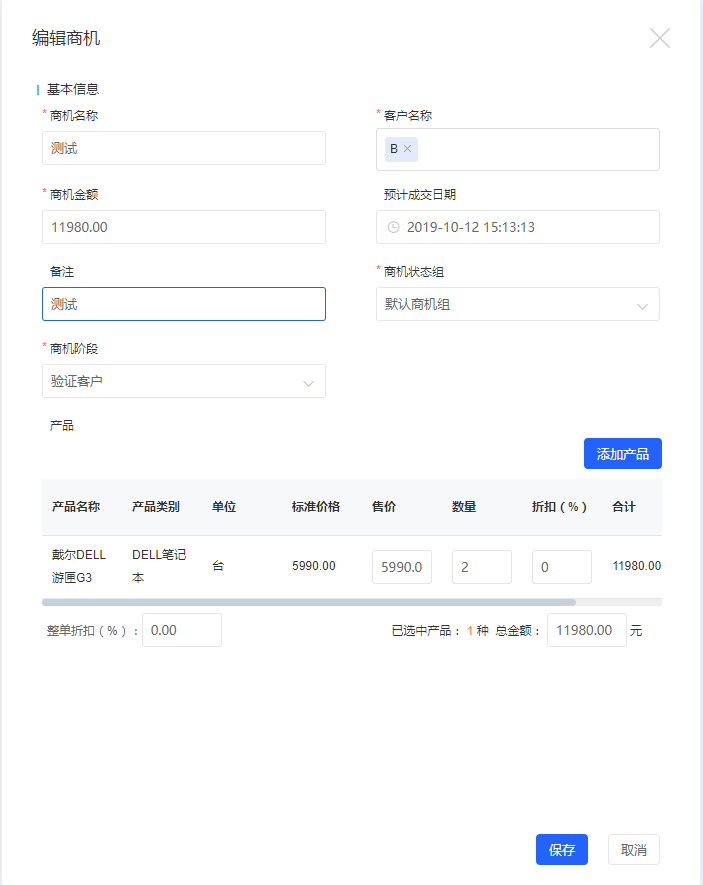 编辑商机
基本信息
* 商机名称 * 客户名称
测试 B ×
* 商机金额 预计成交日期
11980.00 2019-10-12 15:13:13
备注 * 商机状态组
测试 默认商机组
* 商机阶段
验证客户
产品
添加产品
产品名称 产品类别 单位 标准价格 售价 数量 折扣（%） 合计
戴尔DELL DELL笔记
台 5990.00 5990.0 2 0 11980.00
游匣G3 本
整单折扣（%）： 0.00 已选中产品： 1 种 总金额： 11980.00 元
保存 取消